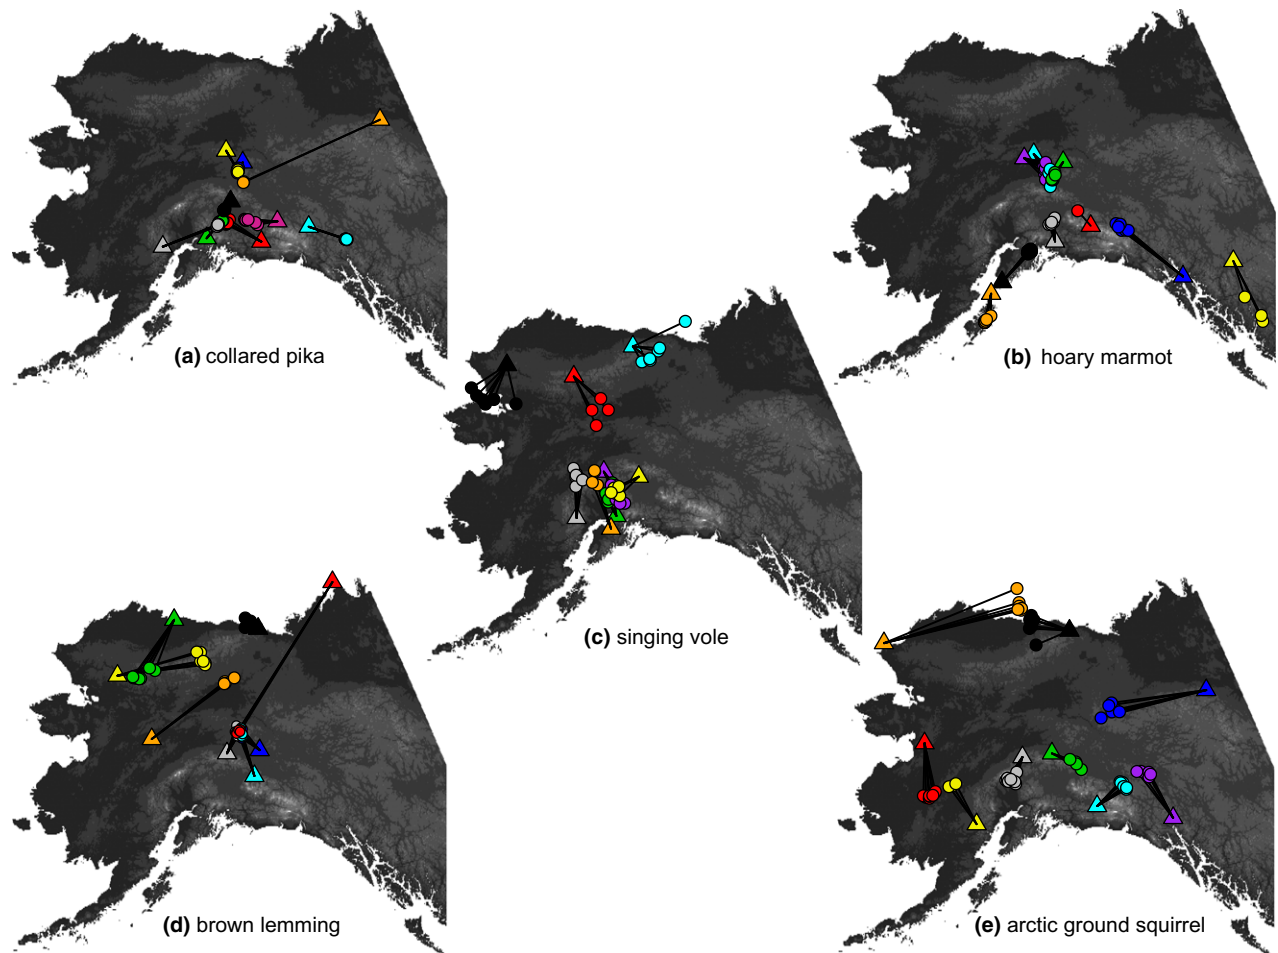 (a) collared pika
(b) hoary marmot
(c) singing vole
(d) brown lemming
(e) arctic ground squirrel